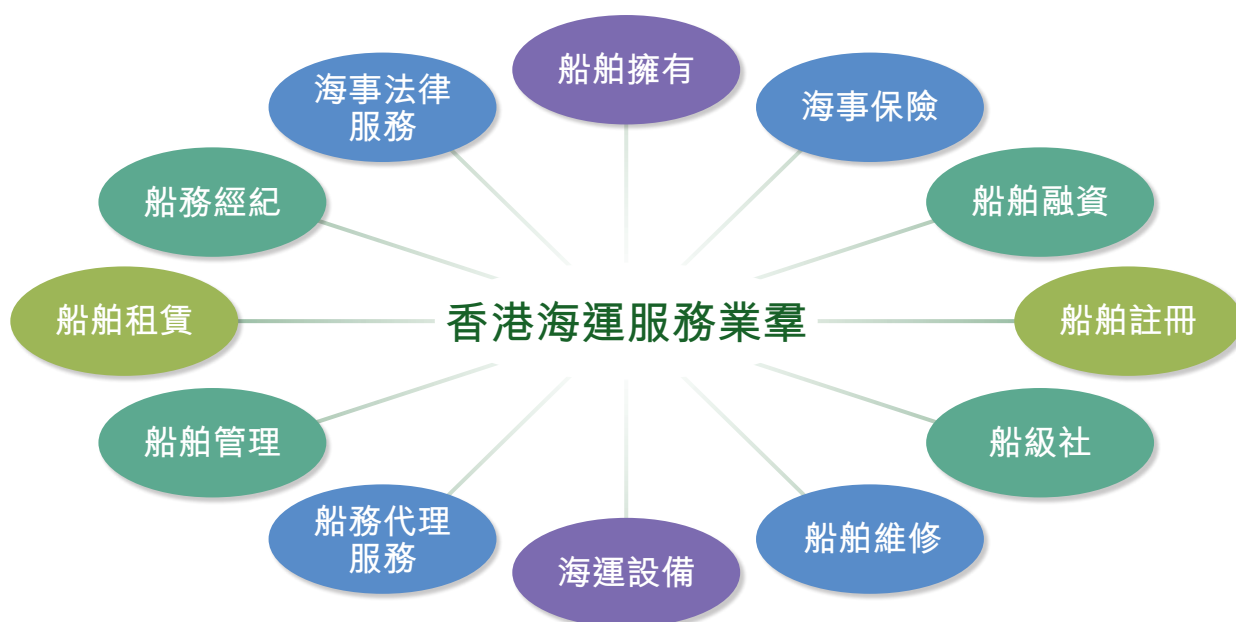 船舶擁有
海事法律
服務
海事保險
船務經紀
船舶融資
船舶租賃
香港海運服務業羣
船舶註冊
船舶管理
船級社
船務代理
服務
船舶維修
海運設備